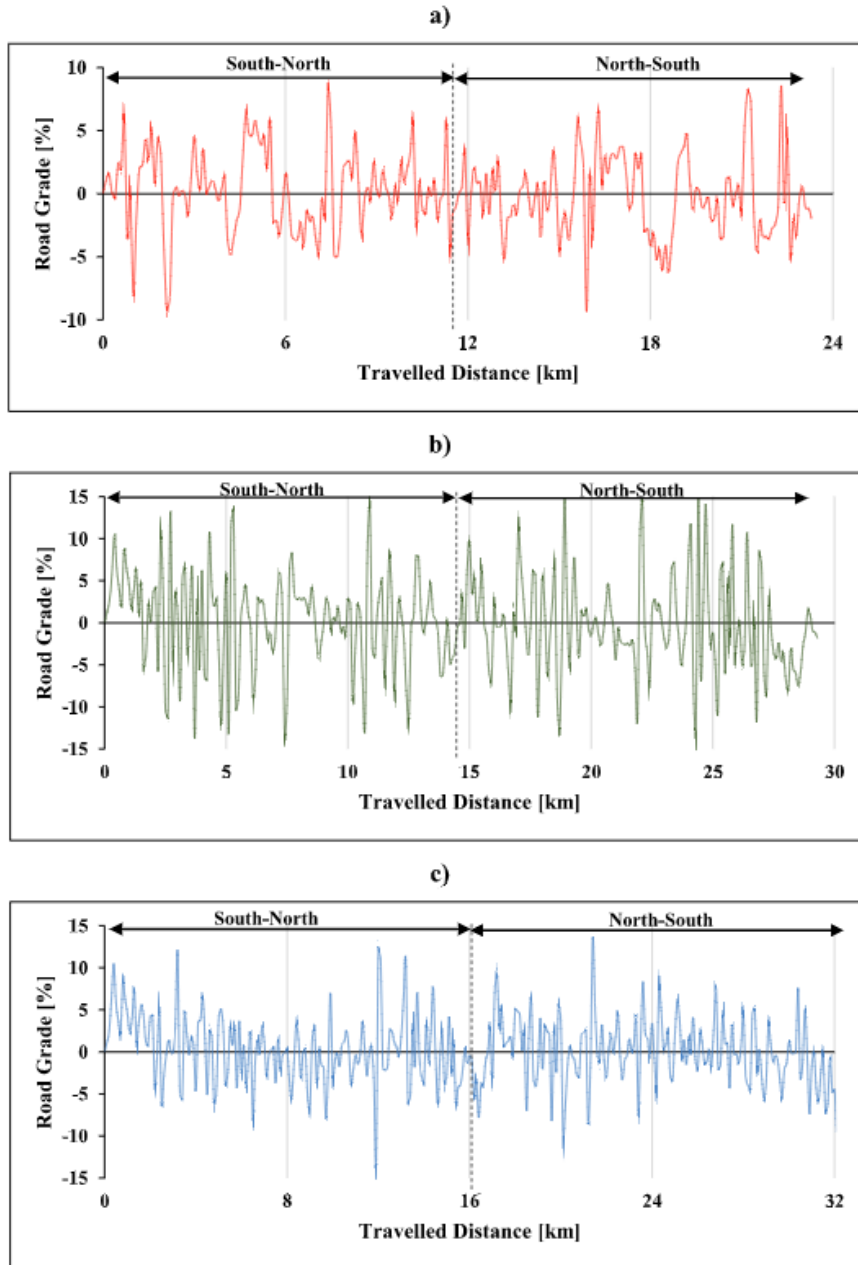 a)
South-North North-South
10
5
0
-5
-10
Road Grade [%]
0 6 12 18 24
Travelled Distance [km]
b)
South-North North-South
15
10
5
0
-5
-10
-15
Road Grade [%]
0 5 10 15 20 25 30
Travelled Distance [km]
c)
South-North North-South
15
10
5
0
-5
-10
-15
Road Grade [%]
0 8 16 24 32
Travelled Distance [km]